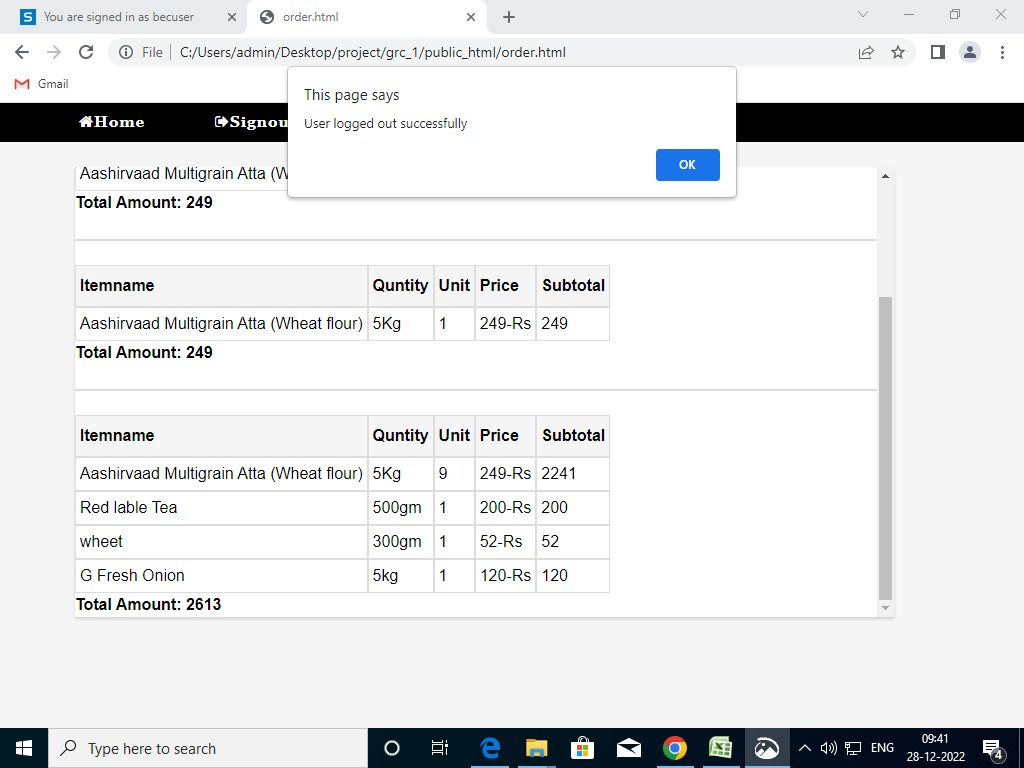 You are signed in as becuser
order.html
File
C:/Users/admin/Desktop/project/grc_1/public_html/order.html
Gmail
Home
This page says
User logged out successfully
OK
Aashirvaad Multigrain Atta
Total Amount: 249
Itemname Quntity Unit Price Subtotal
Aashirvaad Multigrain Atta (Wheat flour) 5Kg 1 249-Rs 249
Total Amount: 249
Itemname Quntity Unit Price Subtotal
Aashirvaad Multigrain Atta (Wheat flour) 5Kg 9 249-Rs 2241
Red lable Tea 500gm 1 200-Rs 200
wheet 300gm 1 52-Rs 52
G Fresh Onion 5kg 1 120-Rs 120
Total Amount: 2613
Type here to search
ENG
09:41
28-12-2022
4